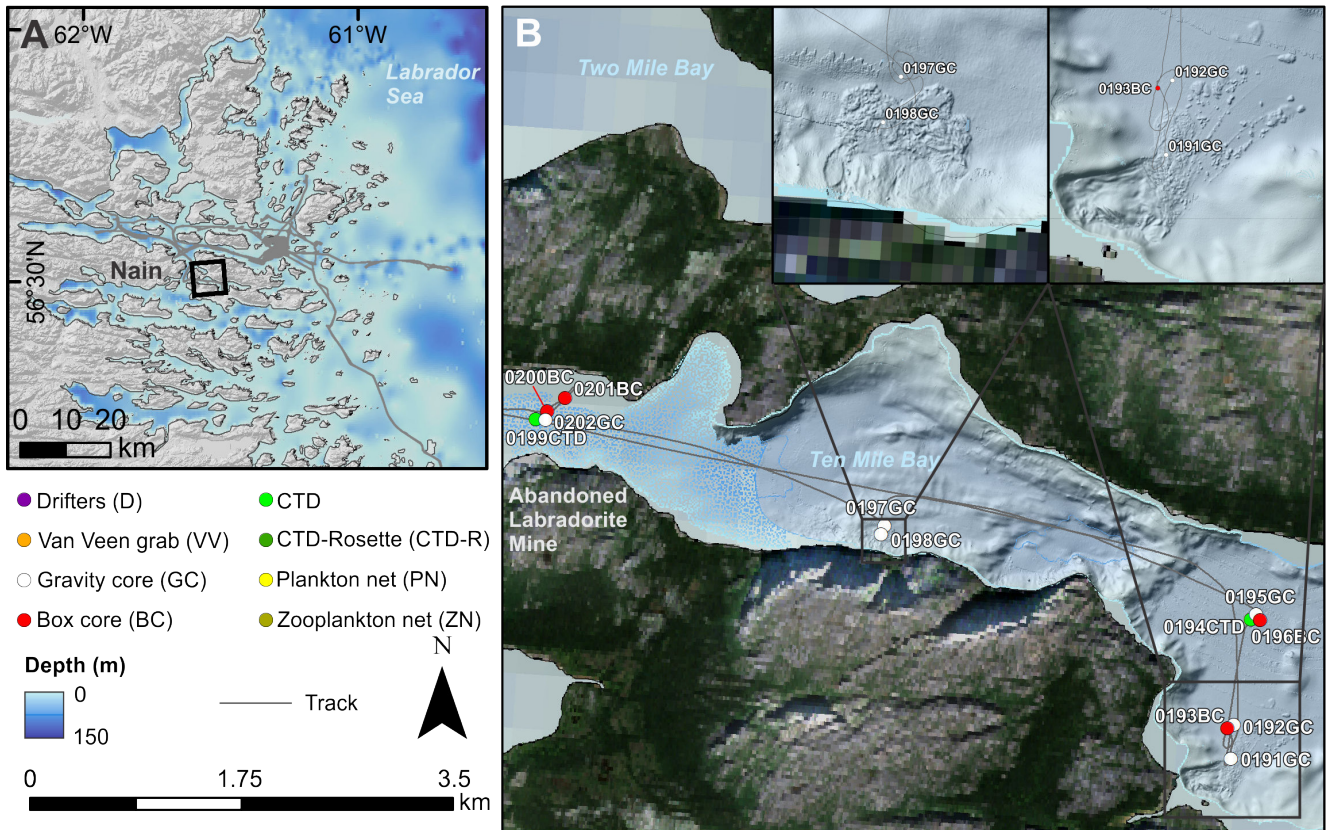 A
62°W
61°W
Labrador
Sea
Nain
56°30'N
0 10 20
km
B
Two Mile Bay
0197GC
0198GC
0192GC
0193BC
0191GC
0200BC
0201BC
0202GC
0199CTD
Ten Mile Bay
Abandoned
Labradorite
Mine
0197GC
0198GC
0195GC
0194CTD
0196BC
0193BC
0192GC
0191GC
Drifters (D)
Van Veen grab (VV)
Gravity core (GC)
Box core (BC)
CTD
CTD-Rosette (CTD-R)
Plankton net (PN)
Zooplankton net (ZN)
Depth (m)
0
150
Track
N
0 1.75 3.5
km